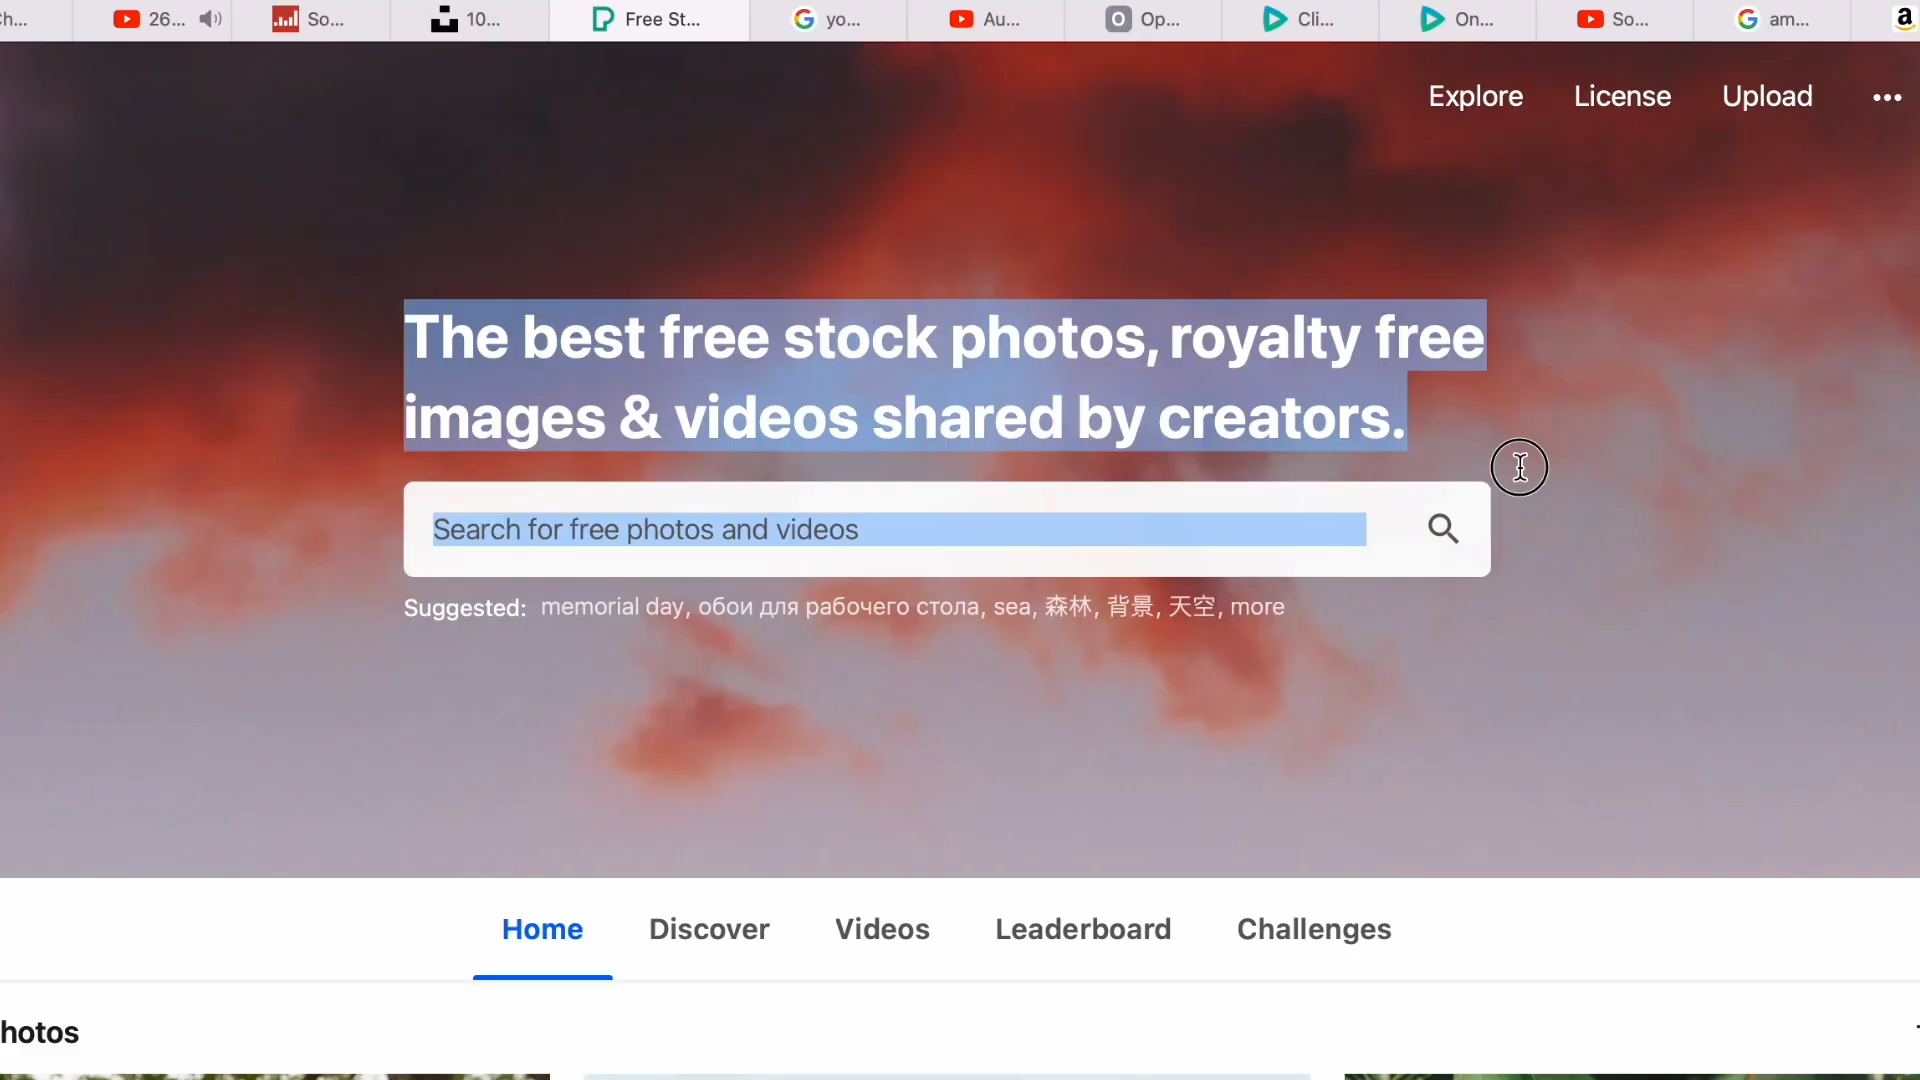 ch... 26... So... 10... Free St... yo... Au... Op... Cli... On... So... am...
Explore License Upload
The best free stock photos, royalty free
images & videos shared by creators.
Search for free photos and videos
Suggested: memorial day, обои для рабочего стола, sea, 森林, 背景, 天空, more
Home Discover Videos Leaderboard Challenges
hotos